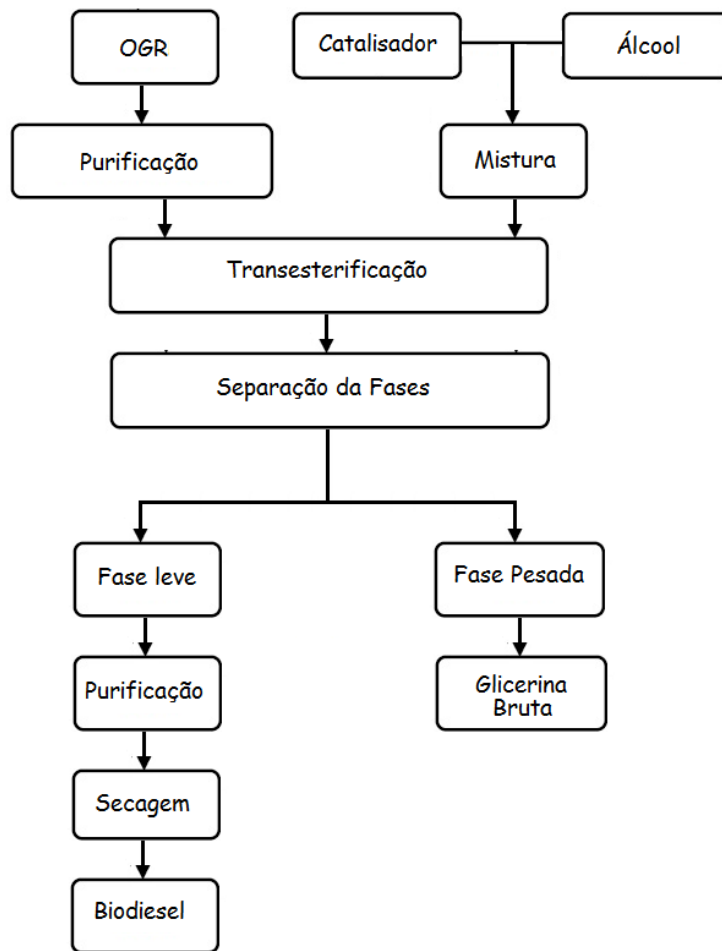 OGR
Catalisador
Álcool
Purificação
Mistura
Transesterificação
Separação da Fases
Fase leve
Fase Pesada
Purificação
Glicerina
Bruta
Secagem
Biodiesel